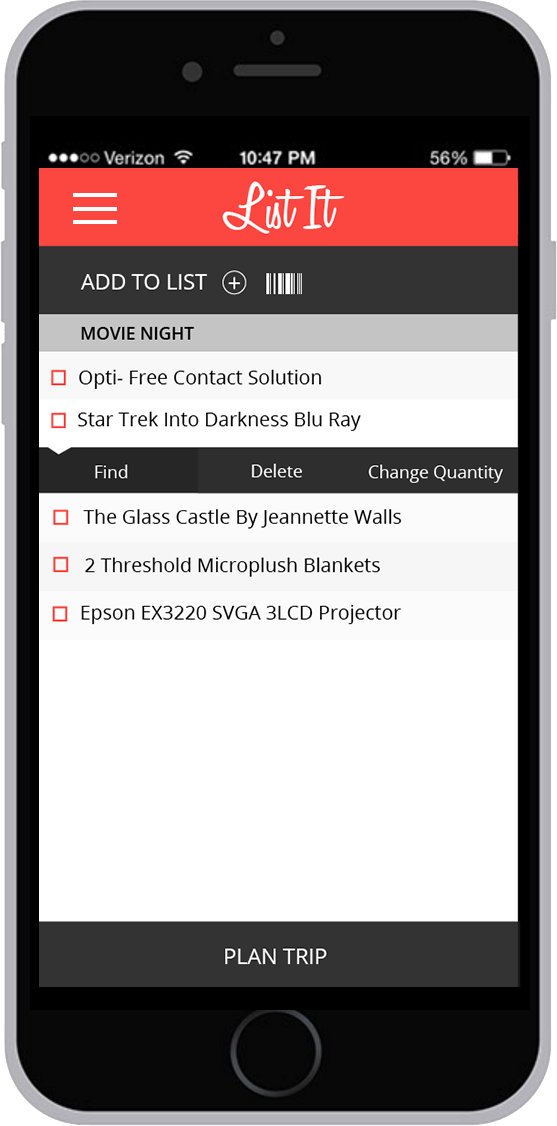 Verizon 10:47 PM 56%
List It
ADD TO LIST
MOVIE NIGHT
Opti- Free Contact Solution
Star Trek Into Darkness Blu Ray
Find Delete Change Quantity
The Glass Castle By Jeannette Walls
2 Threshold Microplush Blankets
Epson EX3220 SVGA 3LCD Projector
PLAN TRIP